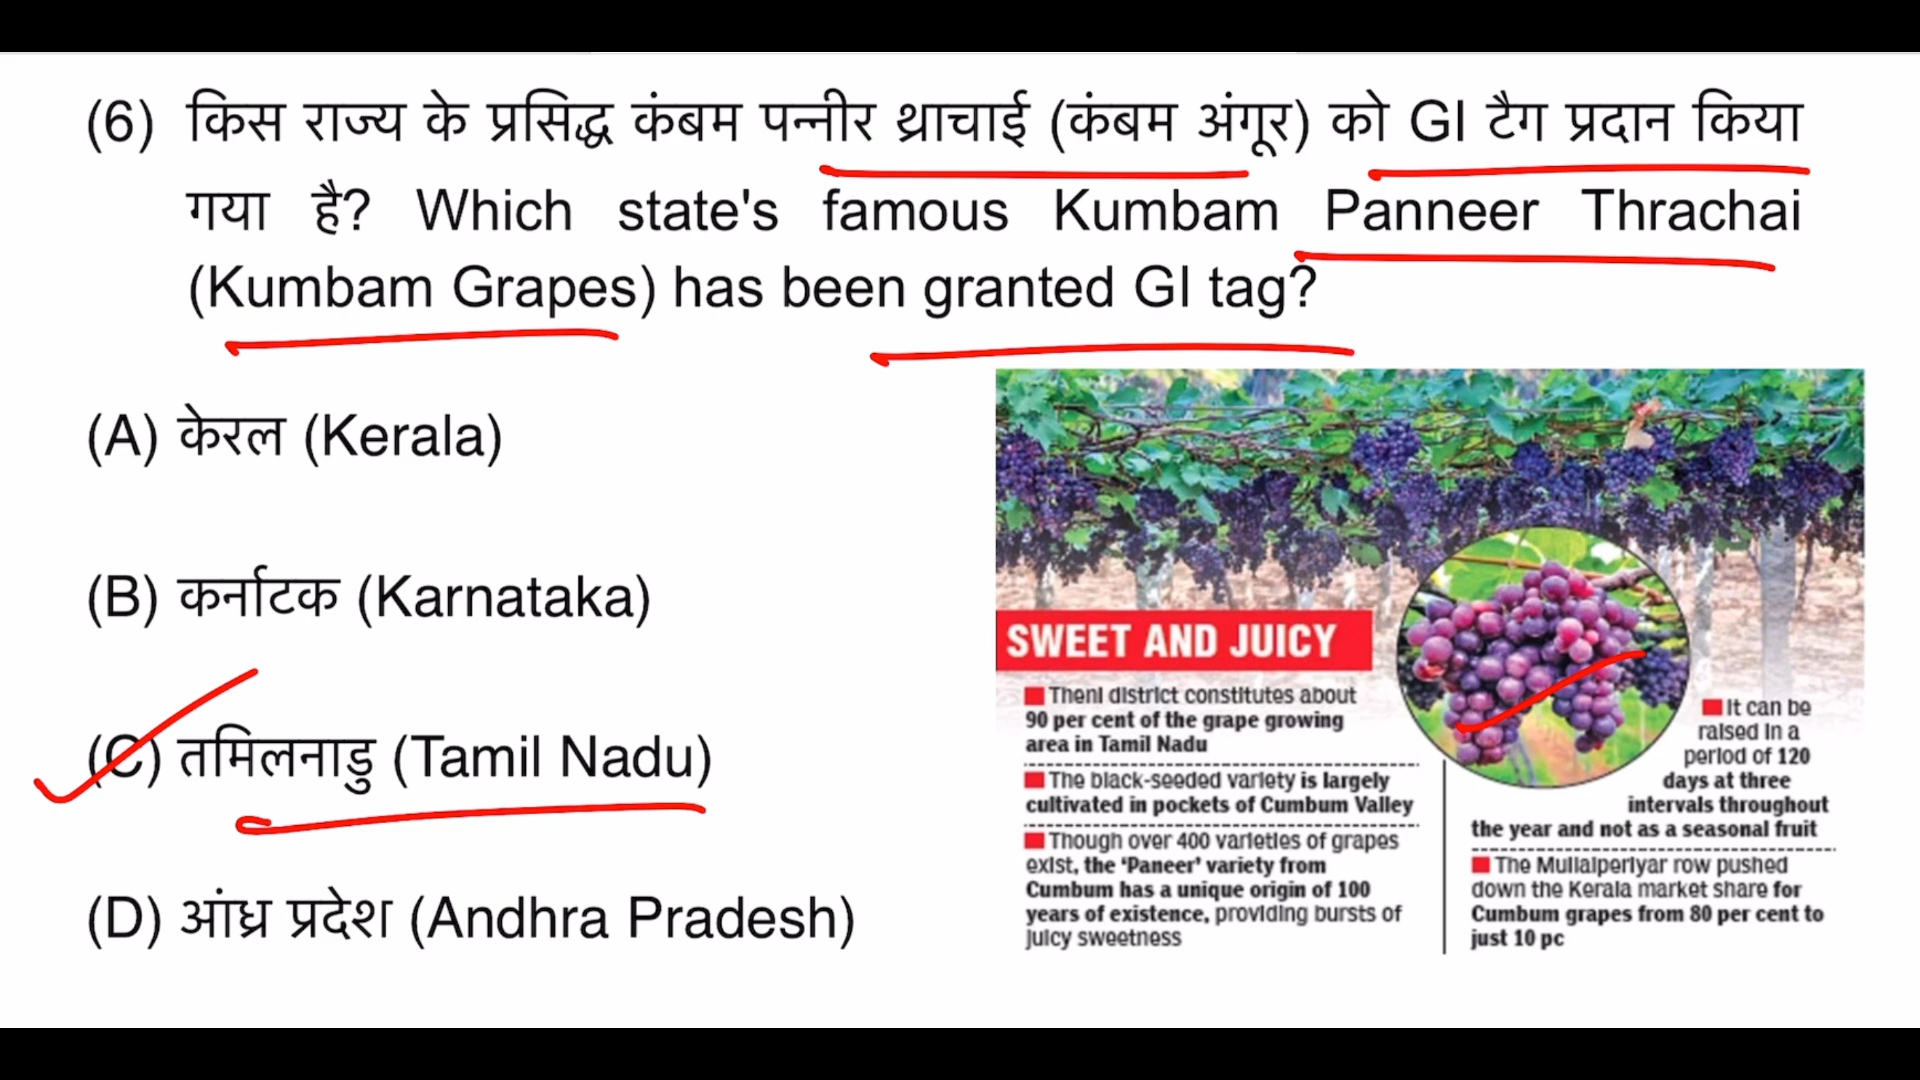 (6) किस राज्य के प्रसिद्ध कंबम पन्नीर थ्राचाई (कंबम अंगूर) को GI टैग प्रदान किया
गया है? Which state's famous Kumbam Panneer Thrachai
(Kumbam Grapes) has been granted GI tag?
(A) केरल (Kerala)
(B) कर्नाटक (Karnataka)
(C) तमिलनाडु (Tamil Nadu)
(D) आंध्र प्रदेश (Andhra Pradesh)
SWEET AND JUICY
Theni district constitutes about
90 per cent of the grape growing
area in Tamil Nadu
The black-seeded variety is largely
cultivated in pockets of Cumbum Valley
Though over 400 varieties of grapes
exist, the ‘Paneer’ variety from
Cumbum has a unique origin of 100
years of existence, providing bursts of
juicy sweetness
It can be
raised in a
period of 120
days at three
intervals throughout
the year and not as a seasonal fruit
The Mullaiperiyar row pushed
down the Kerala market share for
Cumbum grapes from 80 per cent to
just 10 pc